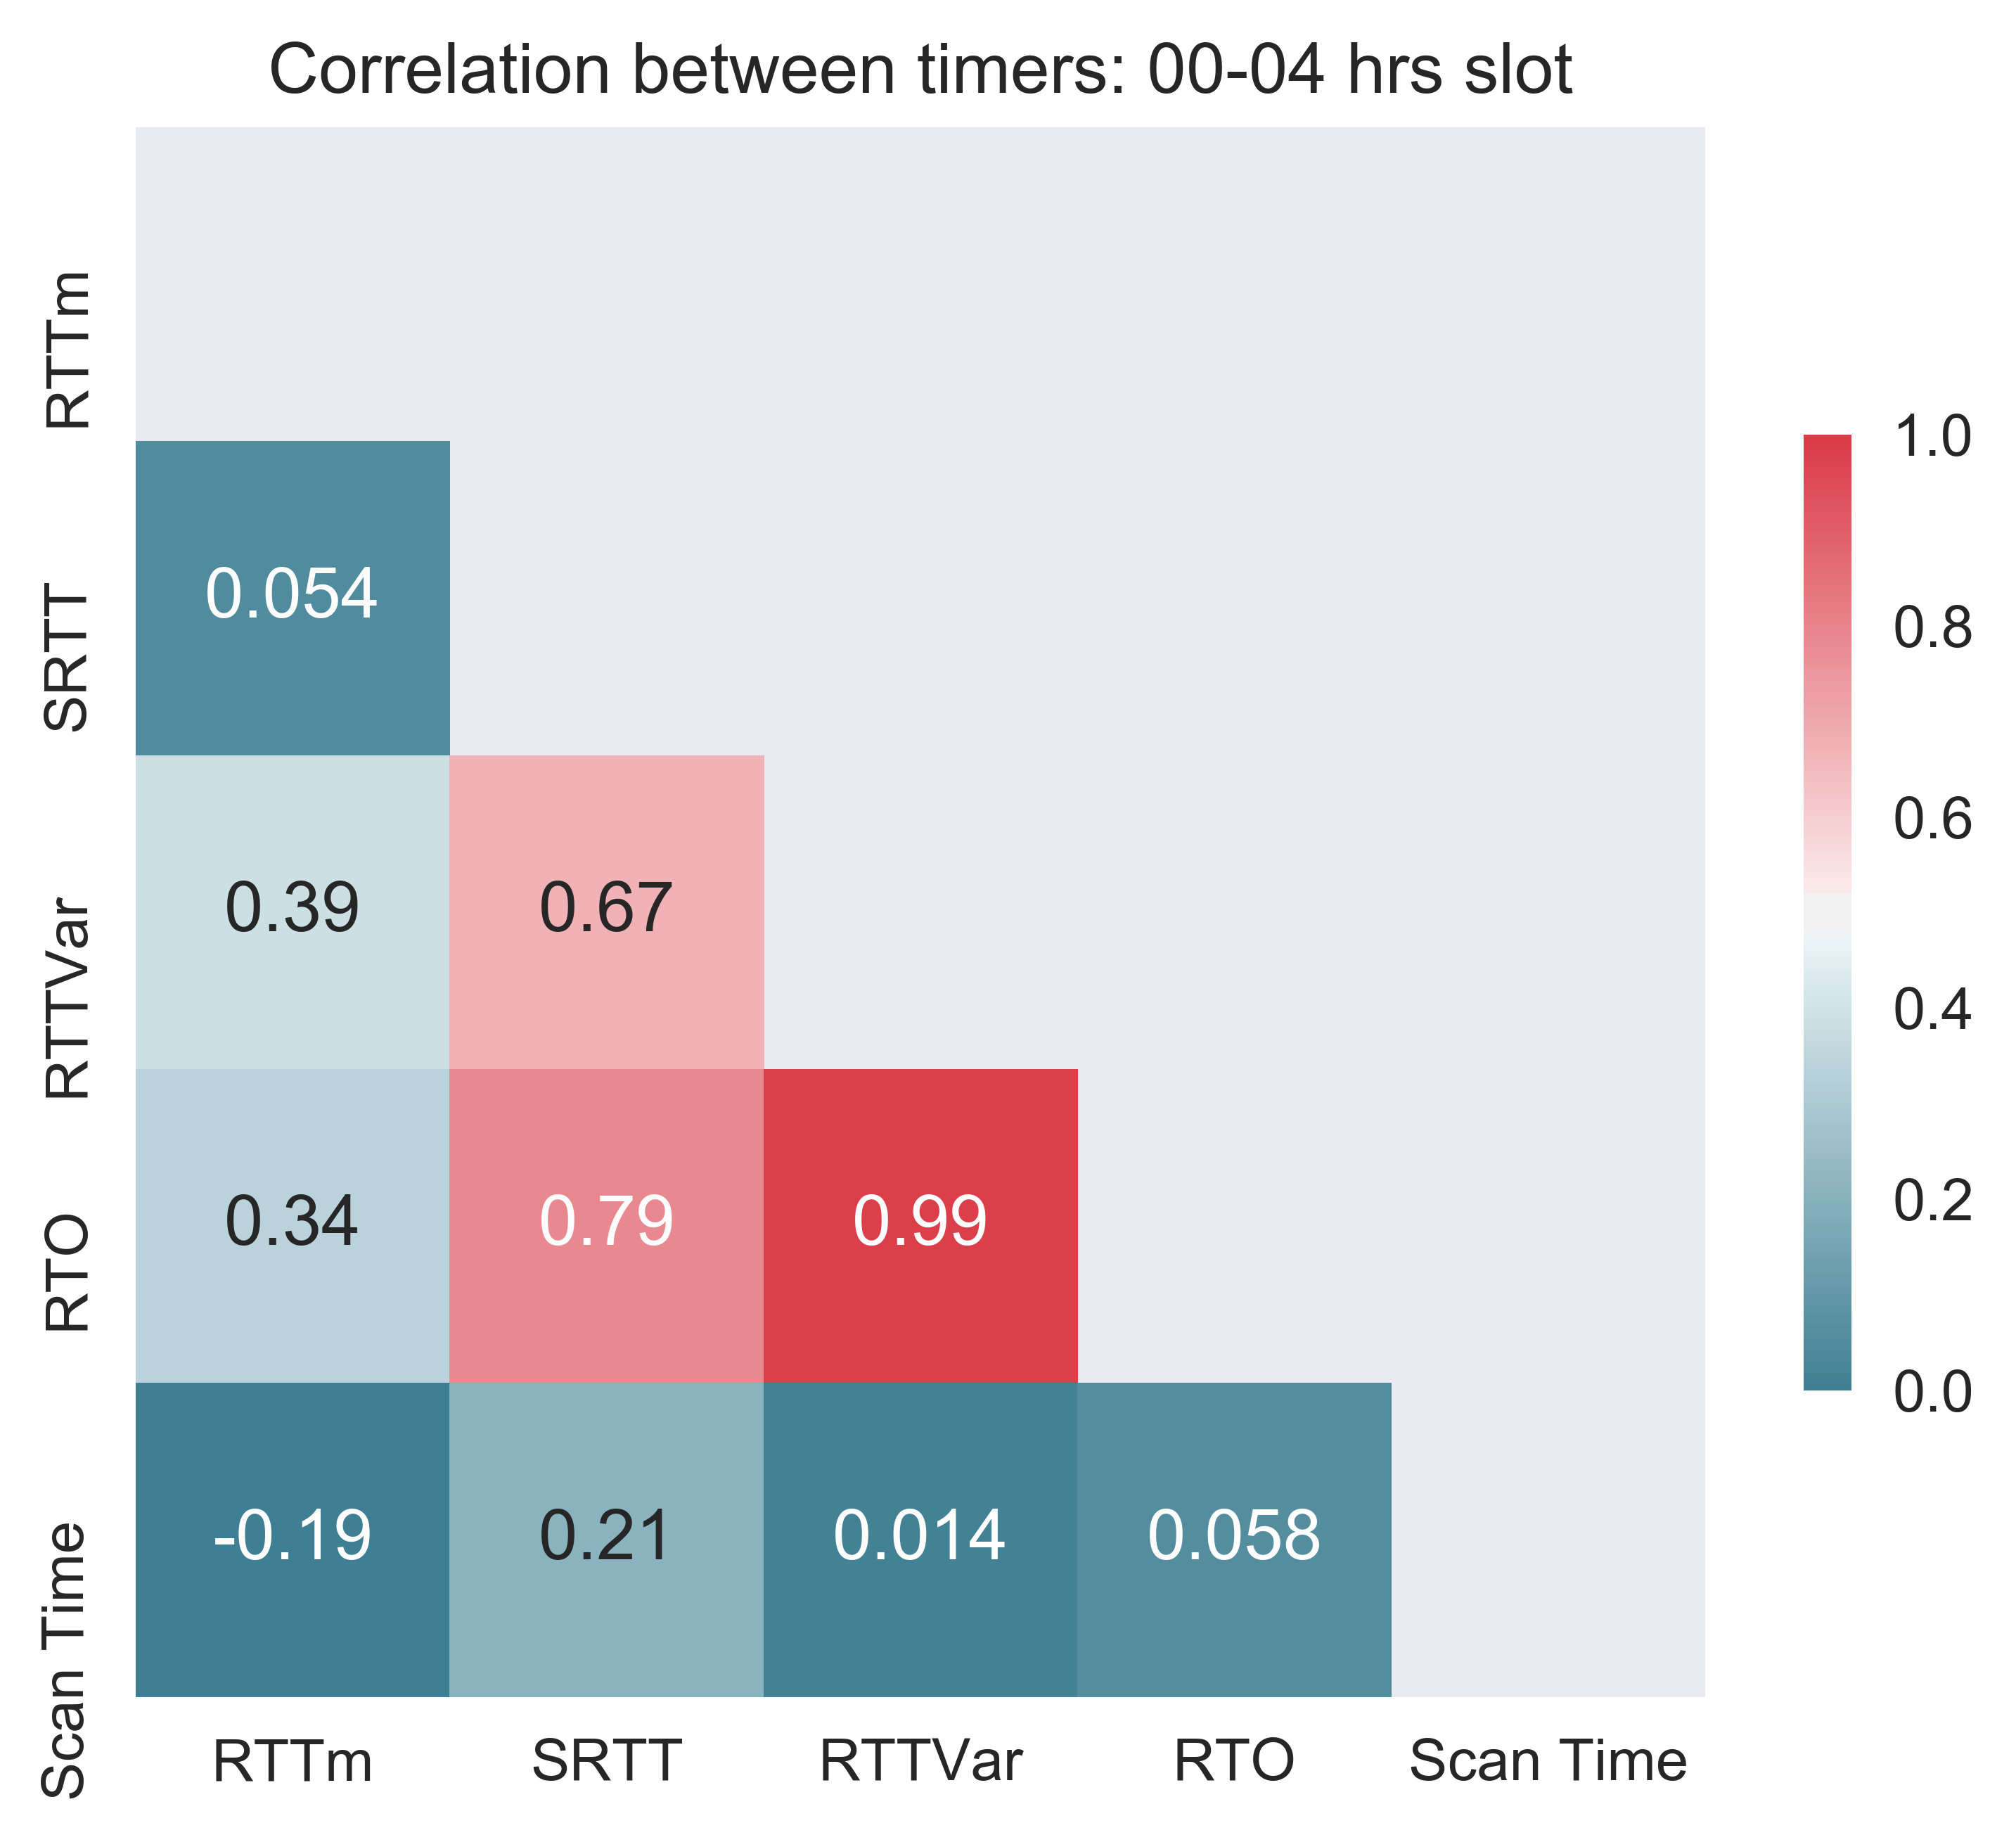 Correlation between timers: 00-04 hrs slot
RTTm
SRTT
0.054
RTTVar
0.39 0.67
RTO
0.34 0.79 0.99
Scan Time
-0.19 0.21 0.014 0.058
RTTm SRTT RTTVar RTO Scan Time
1.0
0.8
0.6
0.4
0.2
0.0